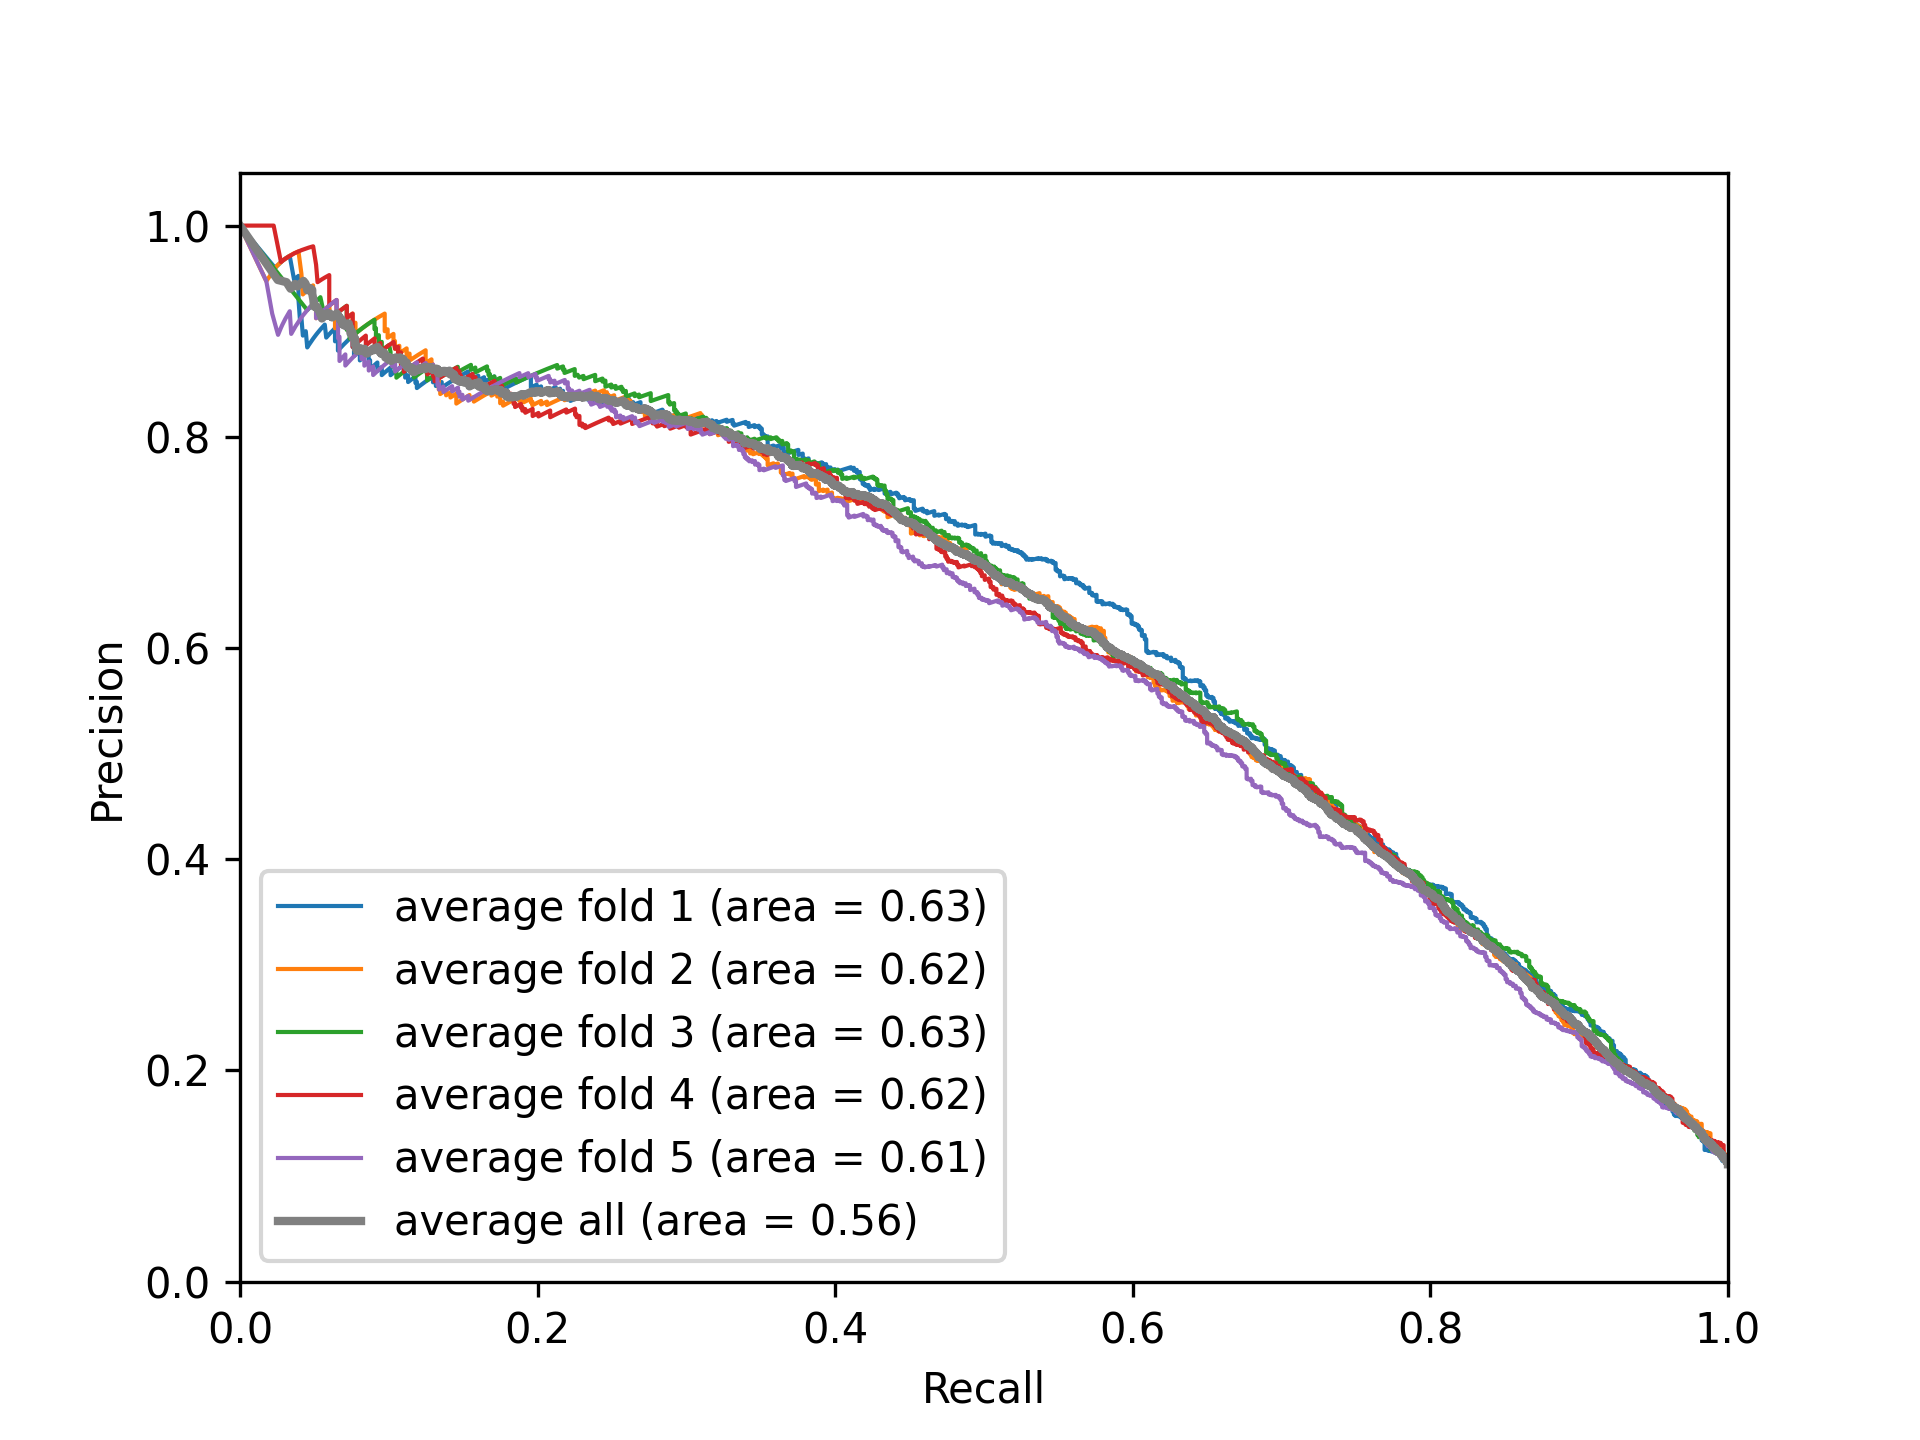 1.0
0.8
0.6
0.4
0.2
0.0
Precision
average fold 1 (area = 0.63)
average fold 2 (area = 0.62)
average fold 3 (area = 0.63)
average fold 4 (area = 0.62)
average fold 5 (area = 0.61)
average all (area = 0.56)
0.0 0.2 0.4 0.6 0.8 1.0
Recall